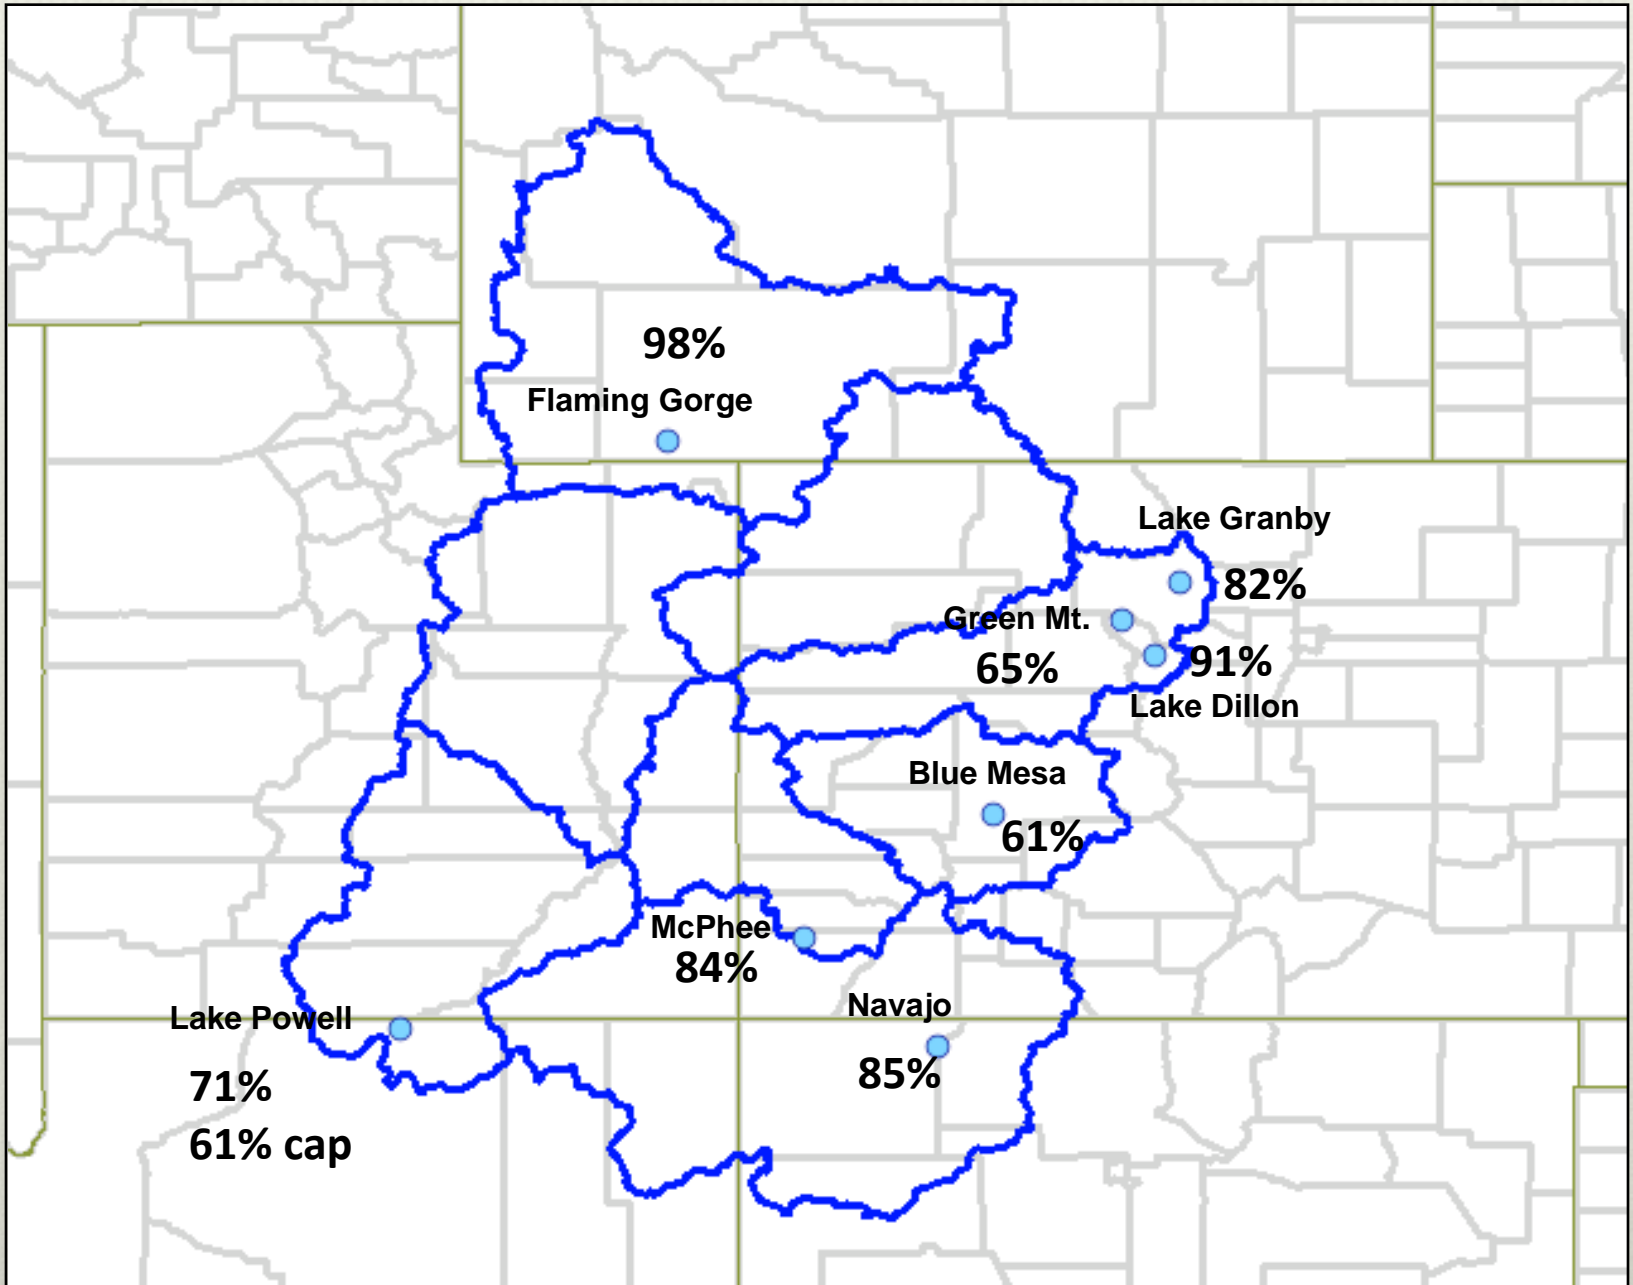 98%
Flaming Gorge
Lake Granby
82%
Green Mt.
65%
91%
Lake Dillon
Blue Mesa
61%
McPhee
84%
Navajo
85%
Lake Powell
71%
61% cap